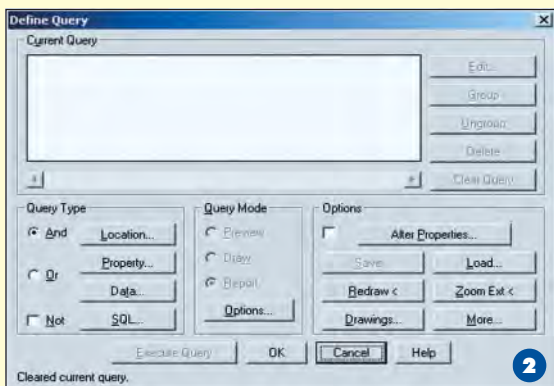 Define Query
Current Query
Edit...
Group
Ungroup
Delete
Clear Query
Query Type
And
Location...
Or
Property...
Data...
Not
SQL...
Query Mode
Preview
Draw
Report
Options...
Options
Alter Properties...
Save
Load...
Redraw <
Zoom Ext <
Drawings...
More...
Execute Query
OK
Cancel
Help
Cleared current query.
2